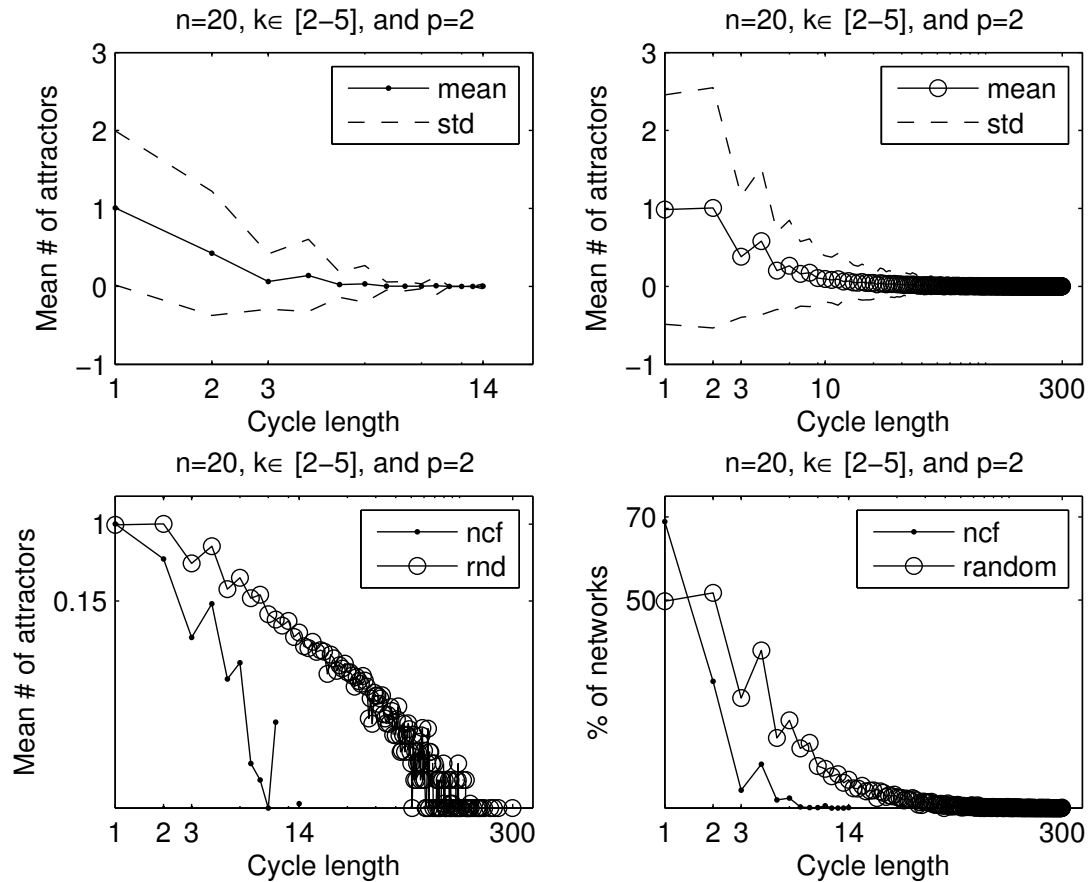 n=20, k∈ [2−5], and p=2
3
2
1
0
−1
Mean # of attractors
mean
std
1
2
3
14
Cycle length
n=20, k∈ [2−5], and p=2
3
2
1
0
−1
Mean # of attractors
mean
std
1
2
3
10
300
Cycle length
n=20, k∈ [2−5], and p=2
1
0.15
Mean # of attractors
ncf
rnd
1
2
3
14
300
Cycle length
n=20, k∈ [2−5], and p=2
70
50
% of networks
ncf
random
1
2
3
14
300
Cycle length